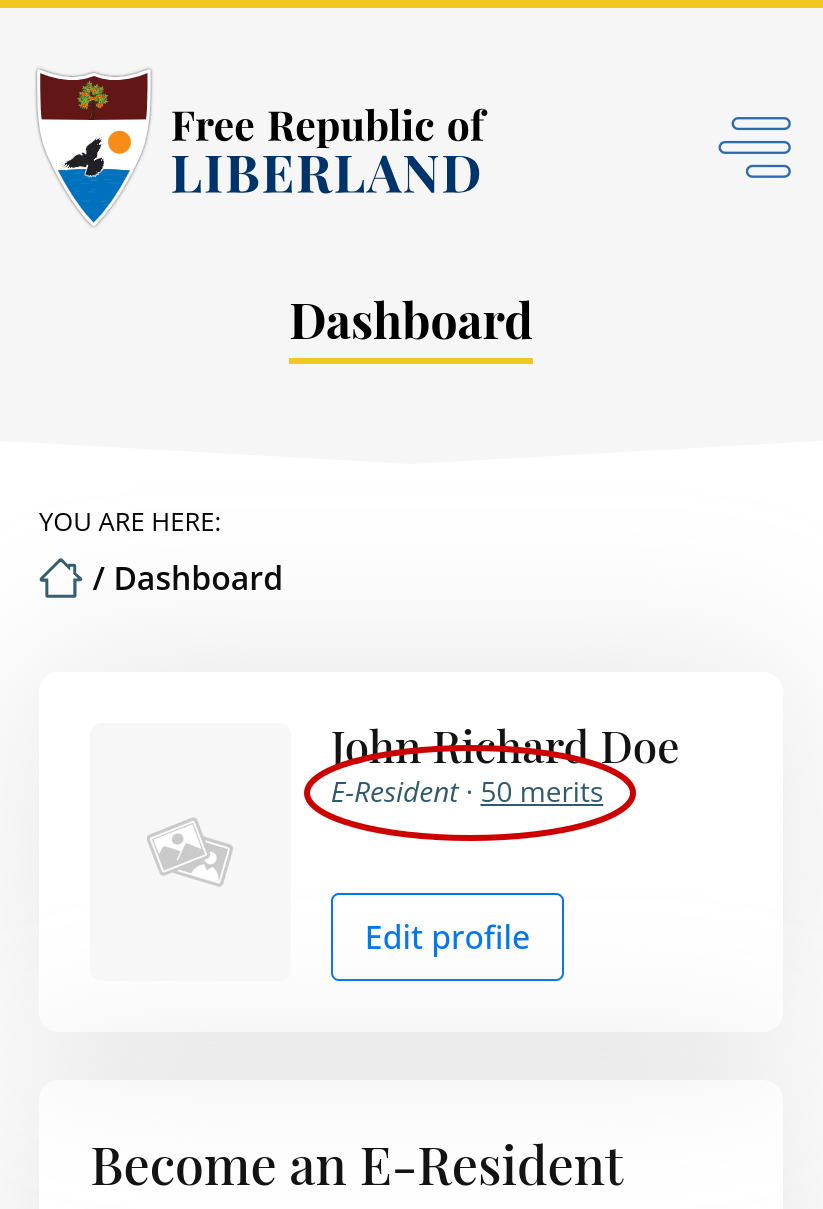 Free Republic of
LIBERLAND
Dashboard
YOU ARE HERE:
/ Dashboard
John Richard Doe
E-Resident · 50 merits
Edit profile
Become an E-Resident